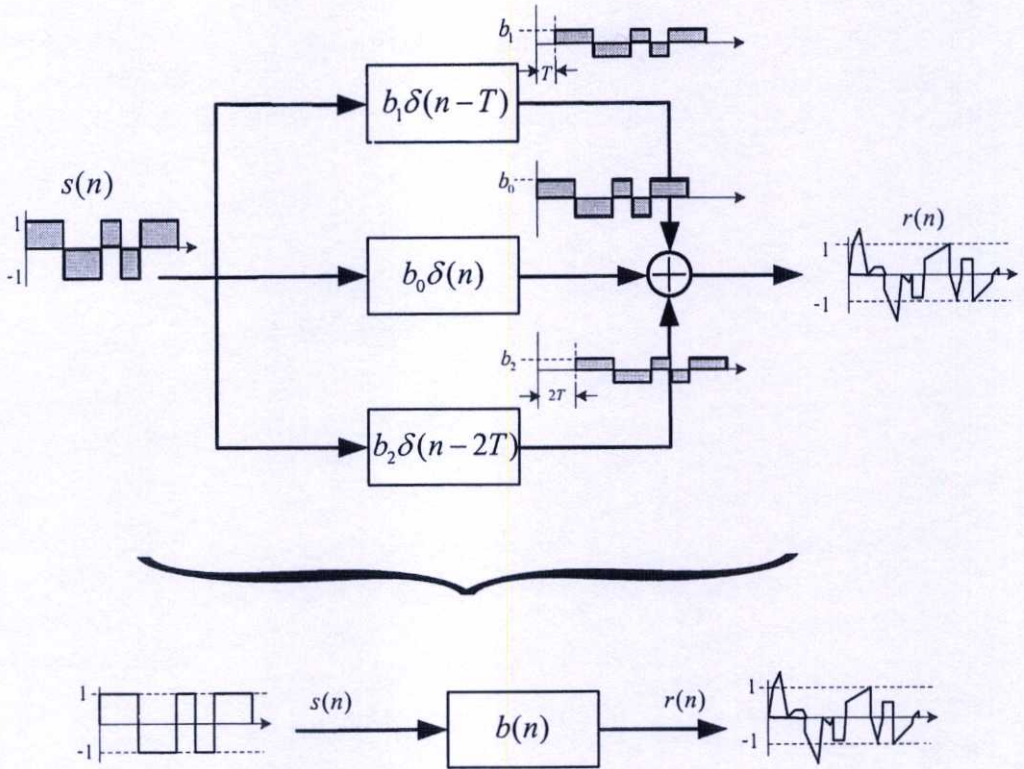 b₁
T
b₁δ(n−T)
s(n)
1
-1
b₀
b₀δ(n)
r(n)
1
-1
b₂
2T
b₂δ(n−2T)
1
-1
s(n)
b(n)
r(n)
1
-1